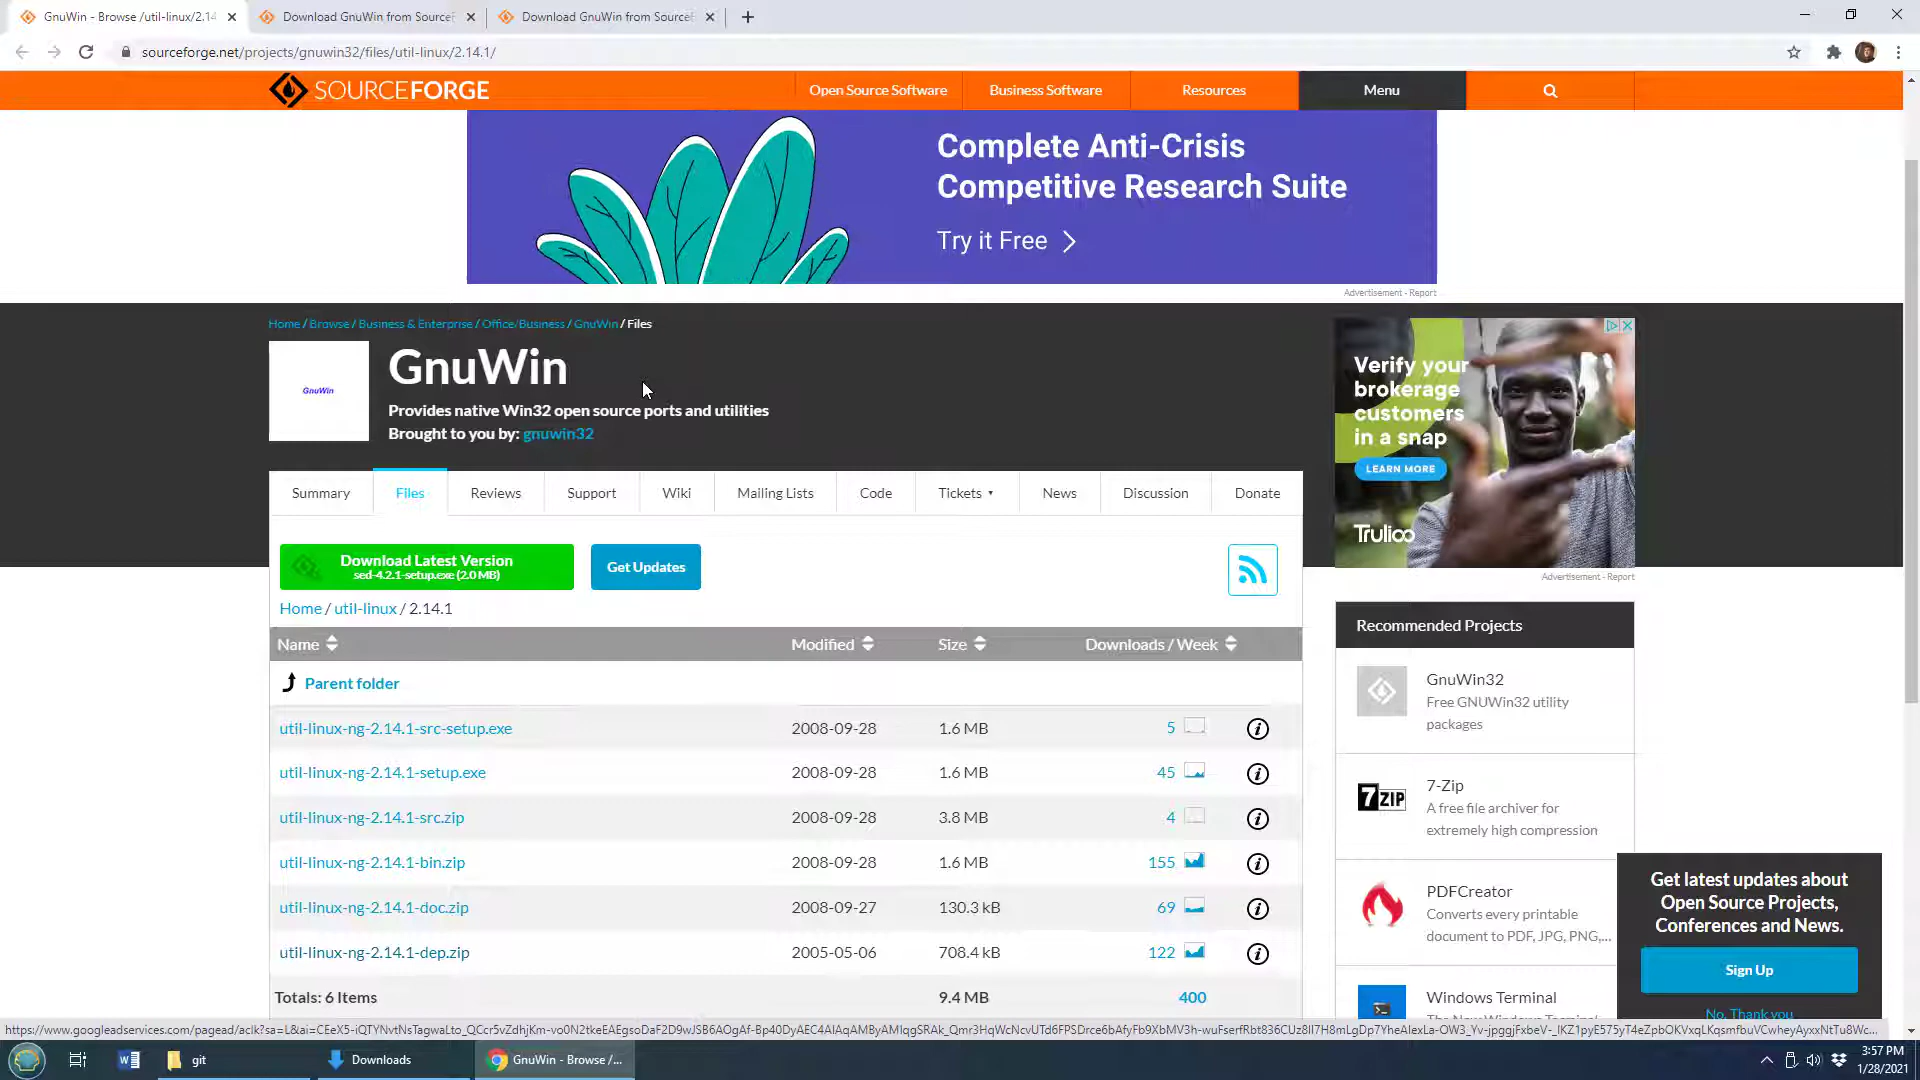 GnuWin - Browse /util-linux/2.14
Download GnuWin from SourceF
Download GnuWin from SourceF
sourceforge.net/projects/gnuwin32/files/util-linux/2.14.1/
SOURCEFORGE
Open Source Software
Business Software
Resources
Menu
Complete Anti-Crisis
Competitive Research Suite
Try it Free
Advertisement - Report
Home / Browse / Business & Enterprise / Office/Business / GnuWin / Files
GnuWin
GnuWin
Provides native Win32 open source ports and utilities
Brought to you by: gnuwin32
Verify your
brokerage
customers
in a snap
LEARN MORE
Trulioo
Advertisement - Report
Summary
Files
Reviews
Support
Wiki
Mailing Lists
Code
Tickets
News
Discussion
Donate
Download Latest Version
sed-4.2.1-setup.exe (2.0 MB)
Get Updates
Home / util-linux / 2.14.1
Name Modified Size Downloads / Week
Parent folder
util-linux-ng-2.14.1-src-setup.exe 2008-09-28 1.6 MB 5 i
util-linux-ng-2.14.1-setup.exe 2008-09-28 1.6 MB 45 i
util-linux-ng-2.14.1-src.zip 2008-09-28 3.8 MB 4 i
util-linux-ng-2.14.1-bin.zip 2008-09-28 1.6 MB 155 i
util-linux-ng-2.14.1-doc.zip 2008-09-27 130.3 kB 69 i
util-linux-ng-2.14.1-dep.zip 2005-05-06 708.4 kB 122 i
Totals: 6 Items 9.4 MB 400
Recommended Projects
GnuWin32
Free GNUWin32 utility
packages
7ZIP
7-Zip
A free file archiver for
extremely high compression
PDFCreator
Converts every printable
document to PDF, JPG, PNG,...
Windows Terminal
Get latest updates about
Open Source Projects,
Conferences and News.
Sign Up
No, Thank you
git
Downloads
GnuWin - Browse /...
3:57 PM
1/28/2021